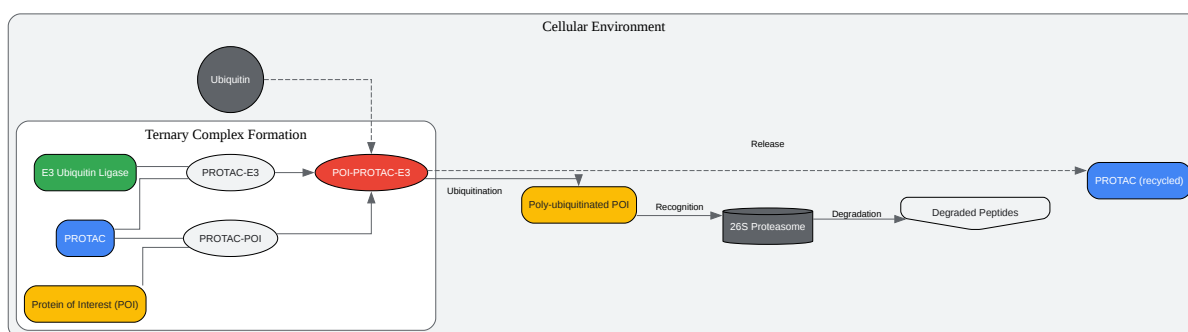 Cellular Environment
Ubiquitin
Ternary Complex Formation
E3 Ubiquitin Ligase
PROTAC-E3
POI-PROTAC-E3
Release
PROTAC (recycled)
Ubiquitination
Poly-ubiquitinated POI
Recognition
26S Proteasome
Degradation
Degraded Peptides
PROTAC
PROTAC-POI
Protein of Interest (POI)